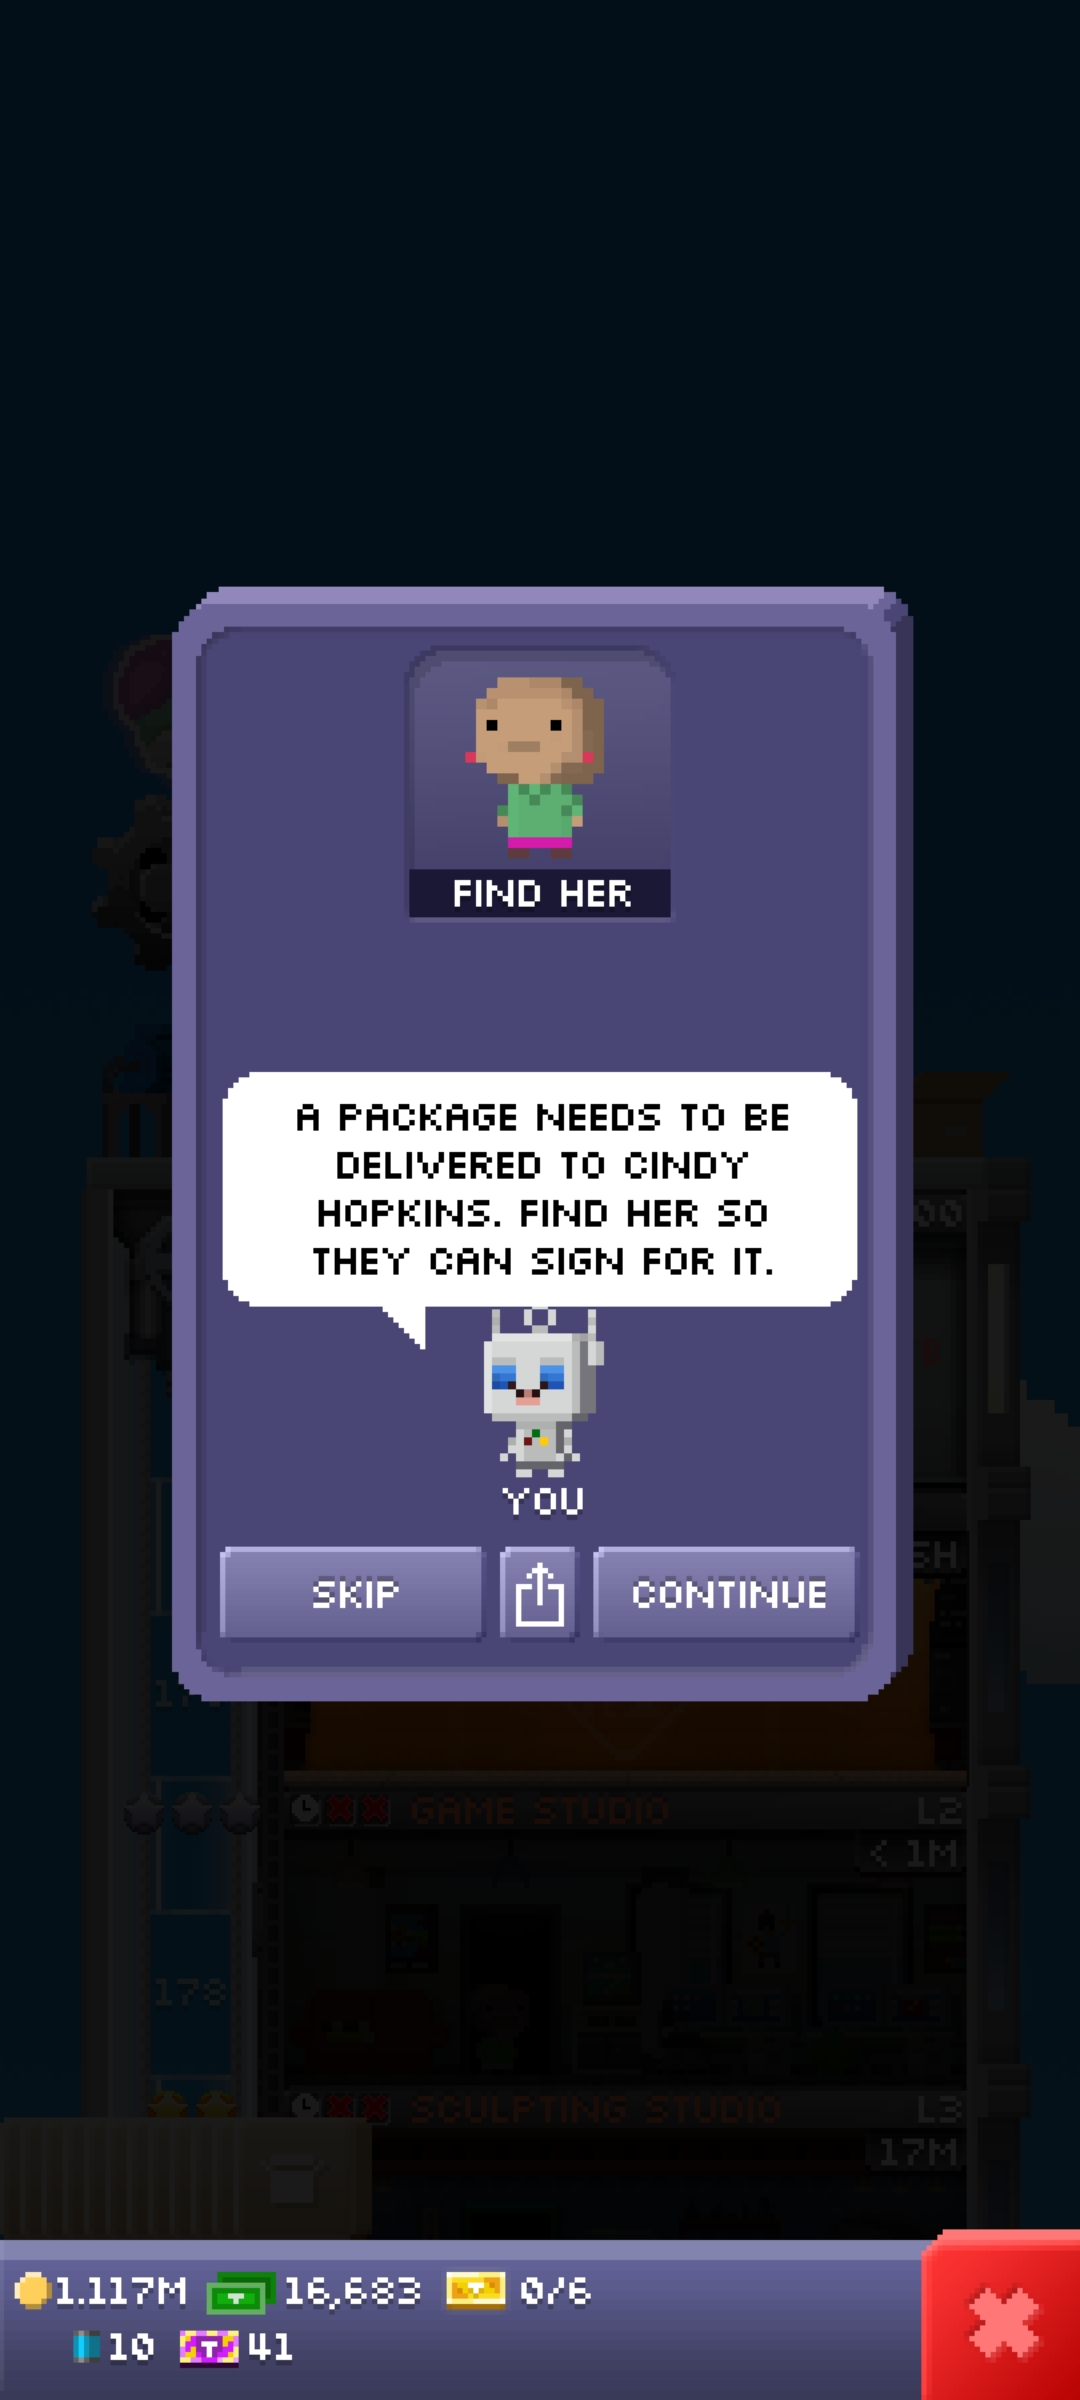 FIND HER
A PACKAGE NEEDS TO BE
DELIVERED TO CINDY
HOPKINS. FIND HER SO
THEY CAN SIGN FOR IT.
YOU
SKIP
CONTINUE
GAME STUDIO L2
< 1M
178
SCULPTING STUDIO L3
17M
1.117M 16,683 0/6
10 41